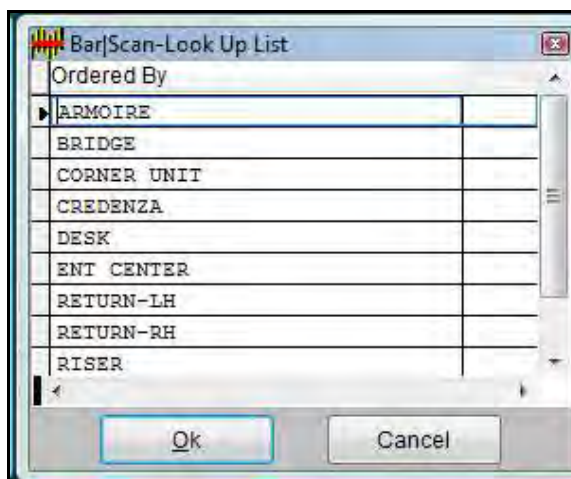 Bar|Scan-Look Up List
Ordered By
ARMOIRE
BRIDGE
CORNER UNIT
CREDENZA
DESK
ENT CENTER
RETURN-LH
RETURN-RH
RISER
Ok Cancel